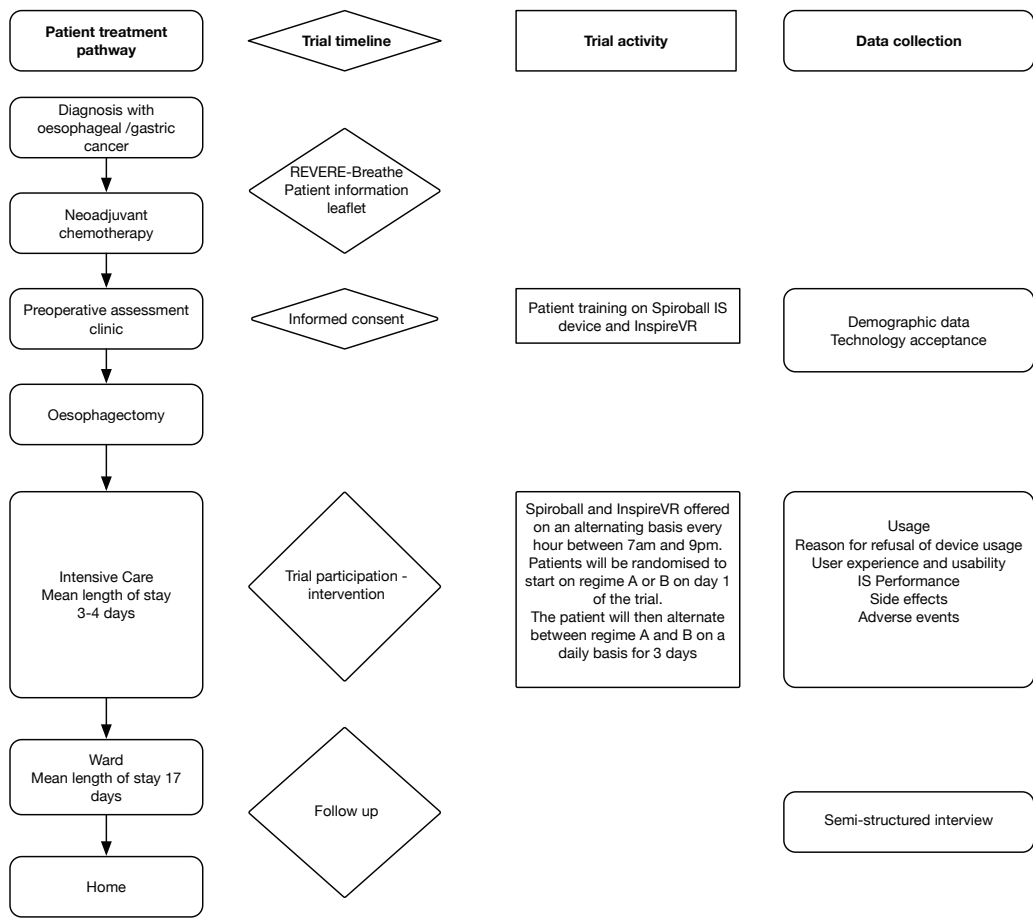 Patient treatment
pathway
Trial timeline
Trial activity
Data collection
Diagnosis with
oesophageal /gastric
cancer
REVERE-Breathe
Patient information
leaflet
Neoadjuvant
chemotherapy
Preoperative assessment
clinic
Informed consent
Patient training on Spiroball IS
device and InspireVR
Demographic data
Technology acceptance
Oesophagectomy
Intensive Care
Mean length of stay
3-4 days
Trial participation -
intervention
Spiroball and InspireVR offered
on an alternating basis every
hour between 7am and 9pm.
Patients will be randomised to
start on regime A or B on day 1
of the trial.
The patient will then alternate
between regime A and B on a
daily basis for 3 days
Usage
Reason for refusal of device usage
User experience and usability
IS Performance
Side effects
Adverse events
Ward
Mean length of stay 17
days
Follow up
Semi-structured interview
Home